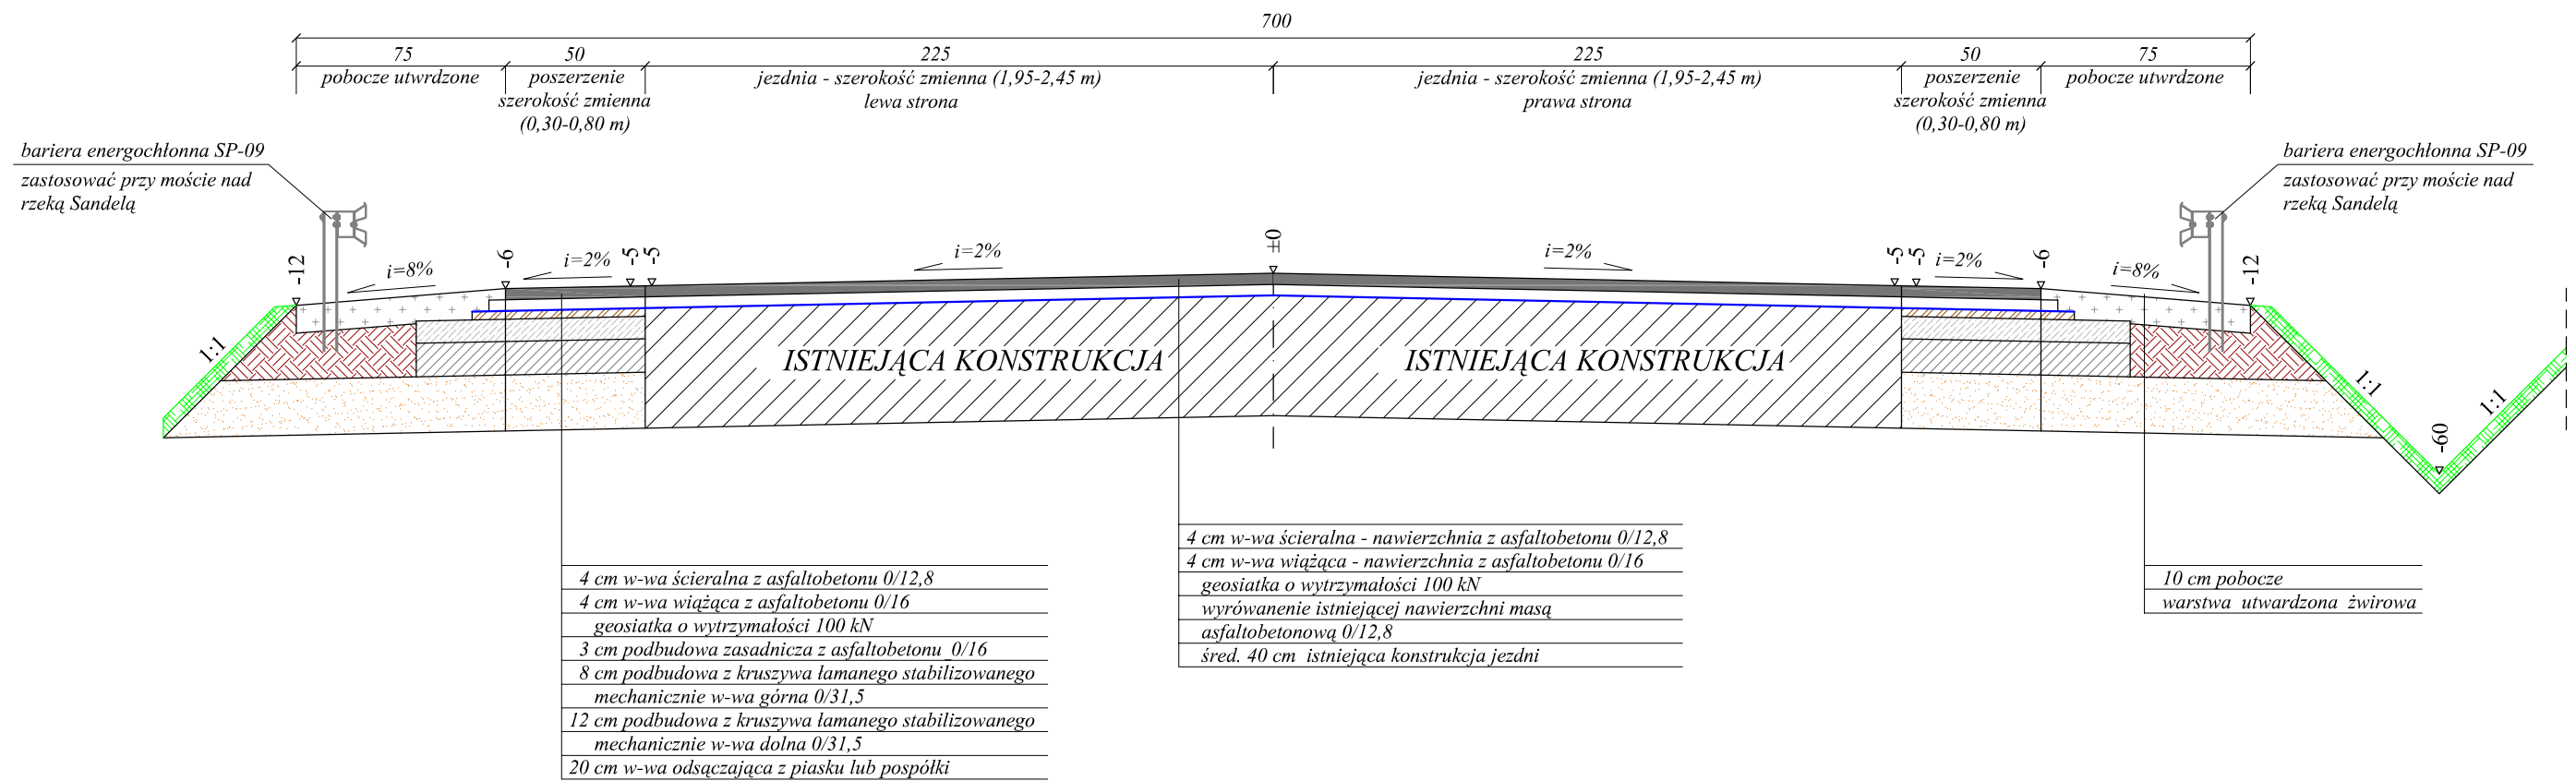 700
75 50 225 225 50 75
pobocze utwrdzone poszerzenie jezdnia - szerokość zmienna (1,95-2,45 m) jezdnia - szerokość zmienna (1,95-2,45 m) poszerzenie pobocze utwrdzone
szerokość zmienna lewa strona prawa strona szerokość zmienna
(0,30-0,80 m) (0,30-0,80 m)
bariera energochłonna SP-09
zastosować przy moście nad
rzeką Sandelą
bariera energochłonna SP-09
zastosować przy moście nad
rzeką Sandelą
-12 i=8% -6 i=2% -5 -5 i=2% ±0 i=2% -5 -5 i=2% -6 i=8% -12
1:1 ISTNIEJĄCA KONSTRUKCJA ISTNIEJĄCA KONSTRUKCJA 1:1 1:1
-60
4 cm w-wa ścieralna z asfaltobetonu 0/12,8
4 cm w-wa wiążąca z asfaltobetonu 0/16
geosiatka o wytrzymałości 100 kN
3 cm podbudowa zasadnicza z asfaltobetonu 0/16
8 cm podbudowa z kruszywa łamanego stabilizowanego
mechanicznie w-wa górna 0/31,5
12 cm podbudowa z kruszywa łamanego stabilizowanego
mechanicznie w-wa dolna 0/31,5
20 cm w-wa odsączająca z piasku lub pospółki
4 cm w-wa ścieralna - nawierzchnia z asfaltobetonu 0/12,8
4 cm w-wa wiążąca - nawierzchnia z asfaltobetonu 0/16
geosiatka o wytrzymałości 100 kN
wyrówanenie istniejącej nawierzchni masą
asfaltobetonową 0/12,8
śred. 40 cm istniejąca konstrukcja jezdni
10 cm pobocze
warstwa utwardzona żwirowa